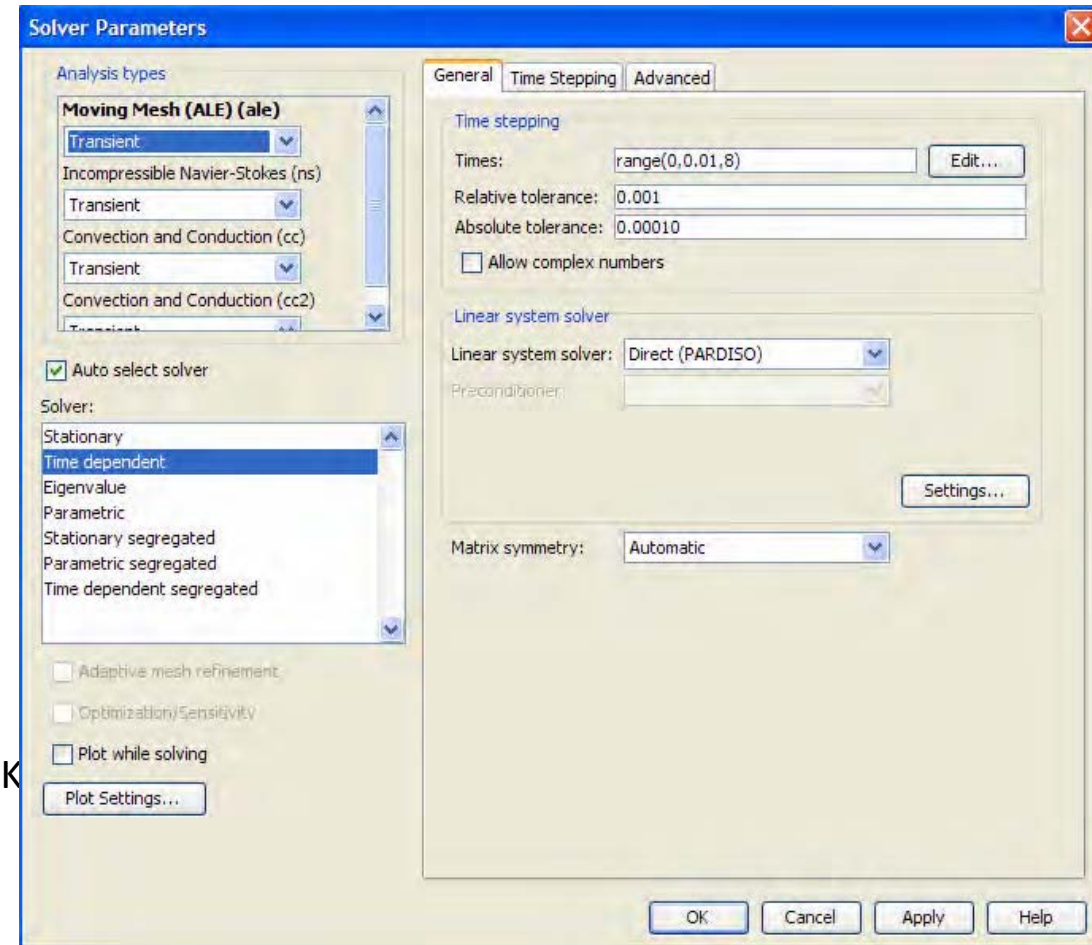 Solver Parameters
Analysis types
Moving Mesh (ALE) (ale)
Transient
Incompressible Navier-Stokes (ns)
Transient
Convection and Conduction (cc)
Transient
Convection and Conduction (cc2)
Transient
Auto select solver
Solver:
Stationary
Time dependent
Eigenvalue
Parametric
Stationary segregated
Parametric segregated
Time dependent segregated
Adaptive mesh refinement
Optimization/Sensitivity
Plot while solving
K
Plot Settings...
General Time Stepping Advanced
Time stepping
Times: range(0,0.01,8) Edit...
Relative tolerance: 0.001
Absolute tolerance: 0.00010
Allow complex numbers
Linear system solver
Linear system solver: Direct (PARDISO)
Preconditioner:
Settings...
Matrix symmetry: Automatic
OK Cancel Apply Help